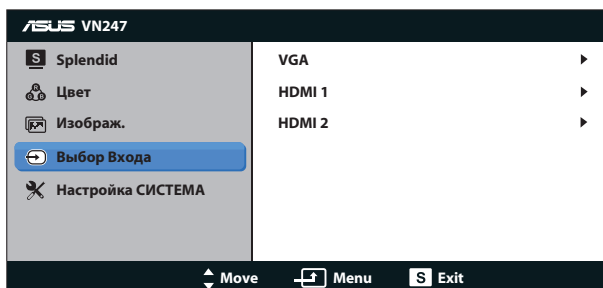 ASUS VN247
S Splendid
Цвет
Изображ.
Выбор Входа
Настройка СИСТЕМА
VGA
HDMI 1
HDMI 2
Move Menu S Exit